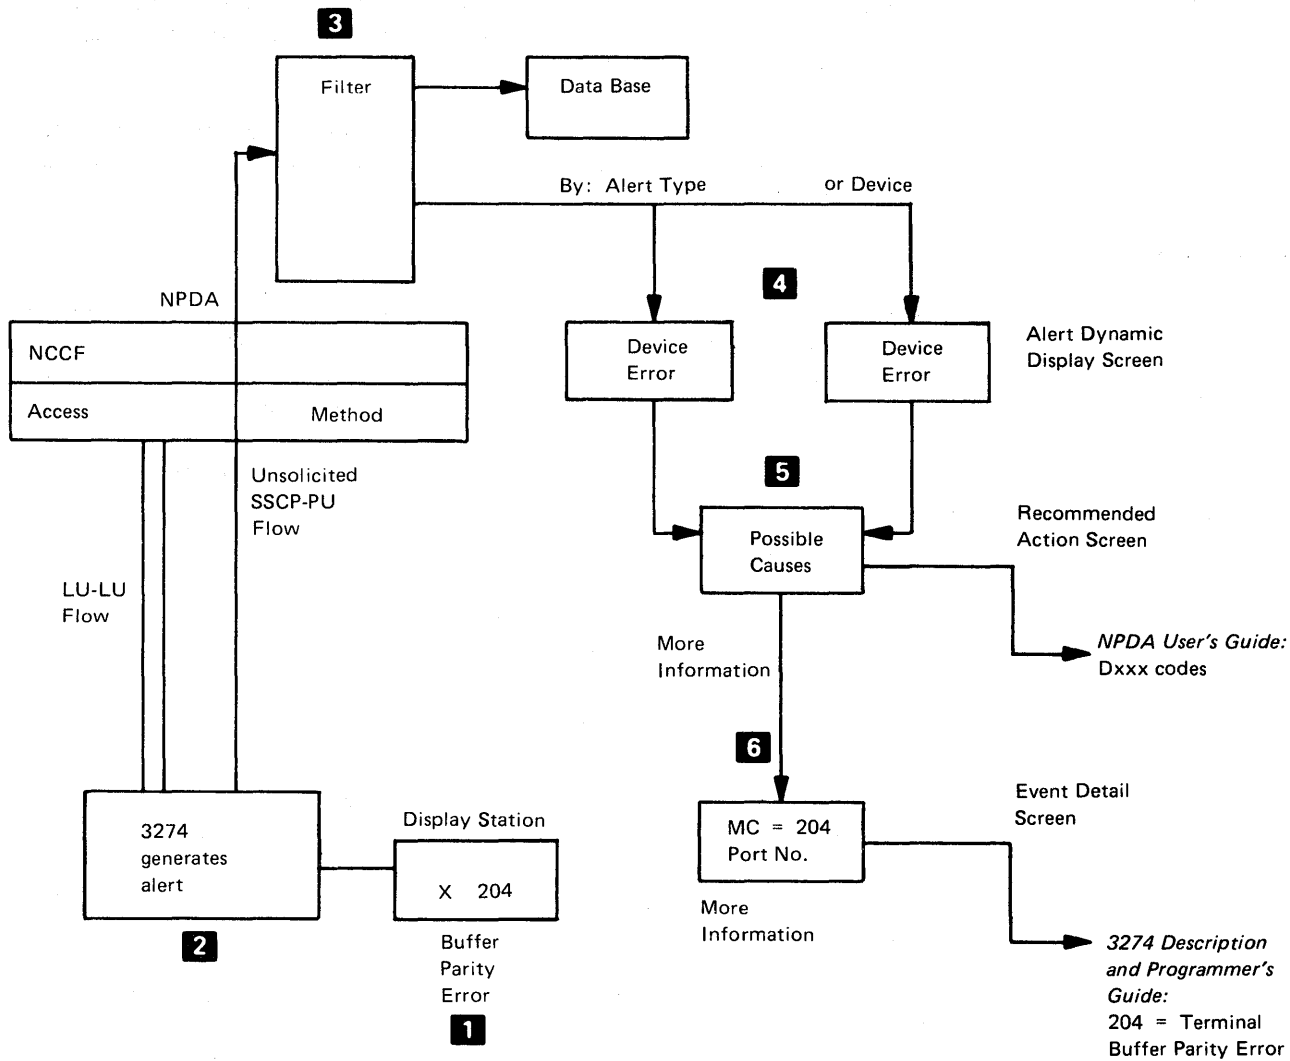 3
Filter
Data Base
By: Alert Type
or Device
4
NPDA
NCCF
Access
Method
Device
Error
Device
Error
Alert Dynamic
Display Screen
Unsolicited
SSCP-PU
Flow
5
Possible
Causes
Recommended
Action Screen
LU-LU
Flow
More
Information
NPDA User's Guide:
Dxxx codes
6
3274
generates
alert
2
Display Station
X 204
Buffer
Parity
Error
1
MC = 204
Port No.
Event Detail
Screen
More
Information
3274 Description
and Programmer's
Guide:
204 = Terminal
Buffer Parity Error